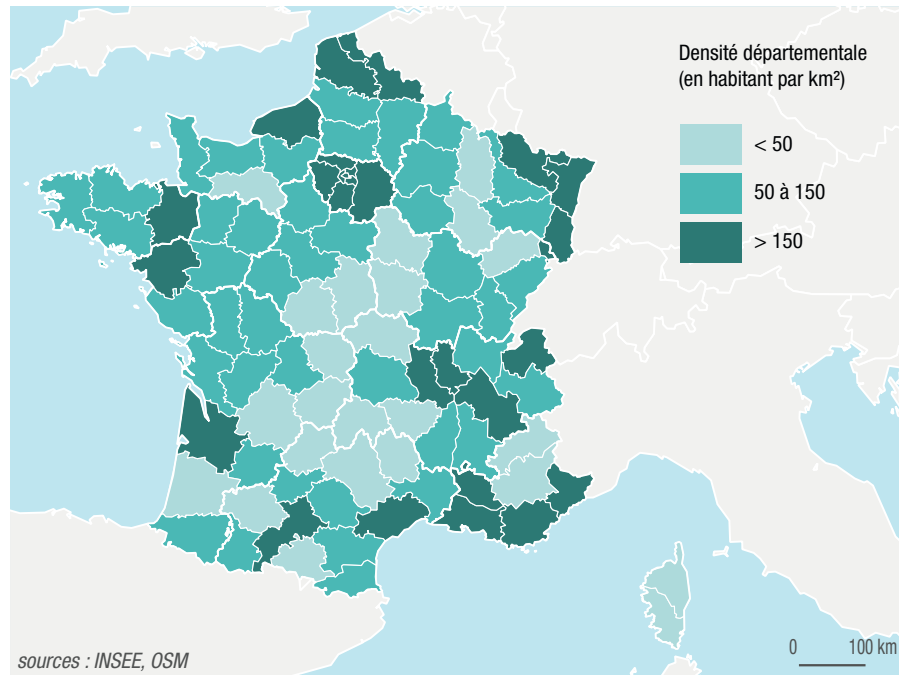 Densité départementale
(en habitant par km²)
< 50
50 à 150
> 150
sources : INSEE, OSM
0 100 km